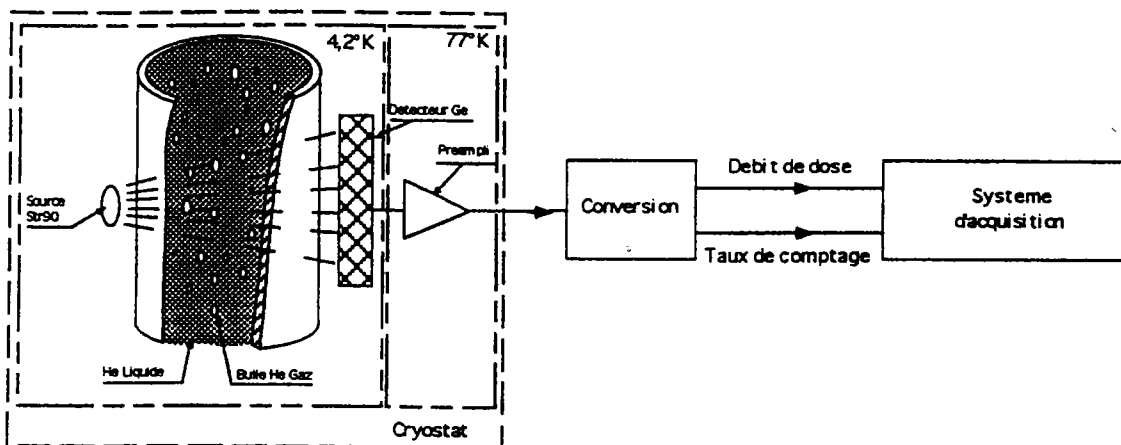 4,2°K
77°K
Détecteur Ge
Preampli
Source
Str90
Conversion
Debit de dose
Taux de comptage
Systeme
d'acquisition
He Liquide
Bulle He Gaz
Cryostat